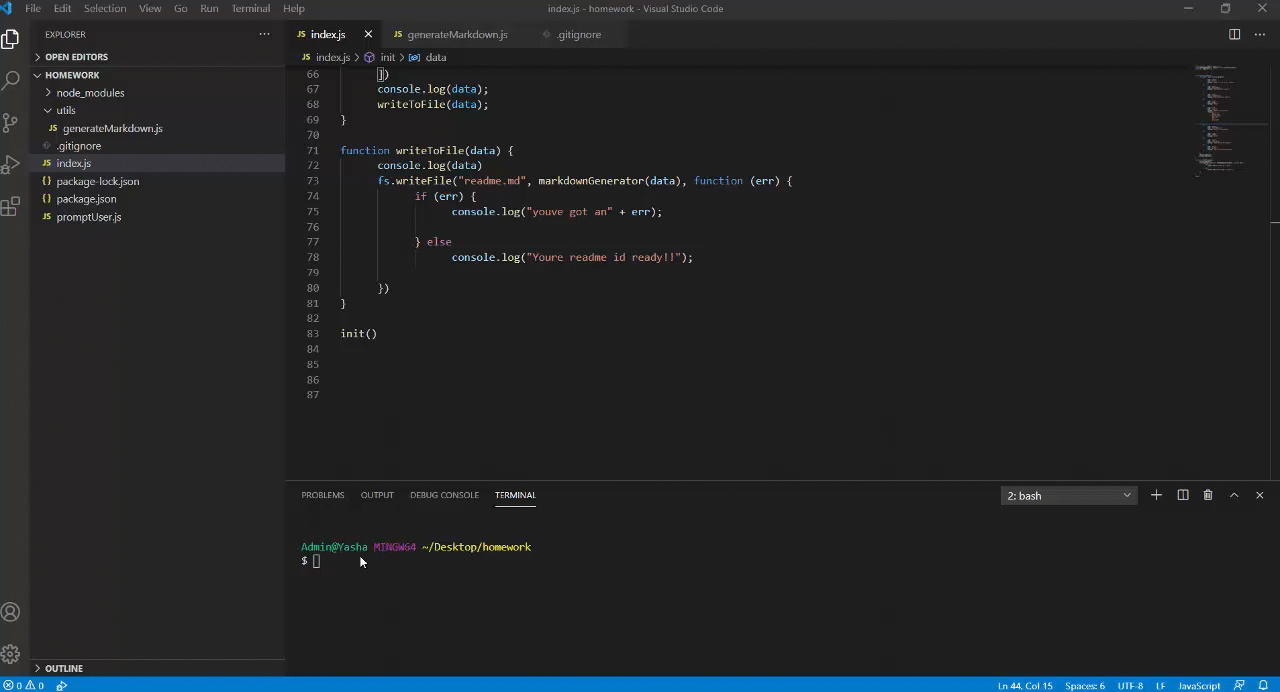 File Edit Selection View Go Run Terminal Help index.js - homework - Visual Studio Code
EXPLORER
OPEN EDITORS
HOMEWORK
node_modules
utils
JS generateMarkdown.js
.gitignore
JS index.js
{} package-lock.json
{} package.json
JS promptUser.js
OUTLINE
JS index.js JS generateMarkdown.js .gitignore
JS index.js > init > data
66 ])
67 console.log(data);
68 writeToFile(data);
69 }
70
71 function writeToFile(data) {
72 console.log(data)
73 fs.writeFile("readme.md", markdownGenerator(data), function (err) {
74 if (err) {
75 console.log("youve got an" + err);
76
77 } else
78 console.log("Youre readme id ready!!");
79
80 })
81 }
82
83 init()
84
85
86
87
PROBLEMS OUTPUT DEBUG CONSOLE TERMINAL 2: bash
Admin@Yasha MINGW64 ~/Desktop/homework
$
0 0 Ln 44, Col 15 Spaces: 6 UTF-8 LF JavaScript